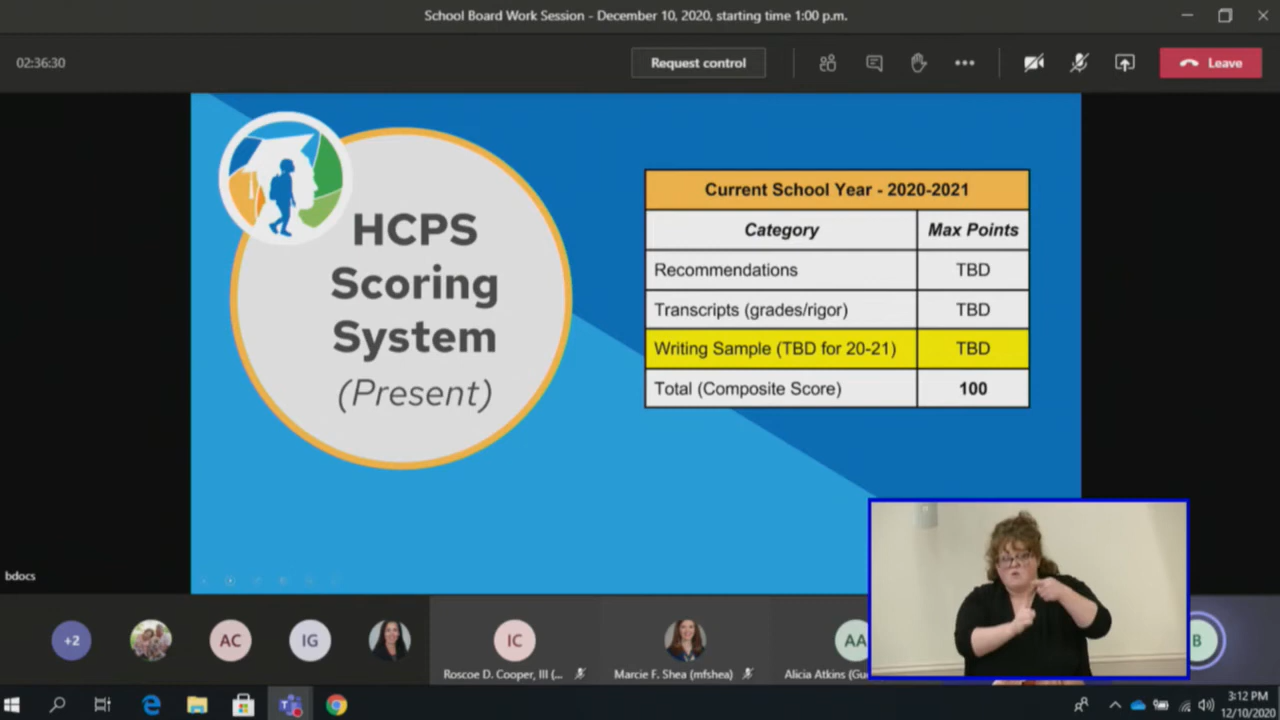 School Board Work Session - December 10, 2020, starting time 1:00 p.m.
02:36:30
Request control
Leave
HCPS
Scoring
System
(Present)
Current School Year - 2020-2021
Category Max Points
Recommendations TBD
Transcripts (grades/rigor) TBD
Writing Sample (TBD for 20-21) TBD
Total (Composite Score) 100
bdocs
+2
AC
IG
IC
AA
B
Roscoe D. Cooper, III (...
Marcie F. Shea (mfshea)
Alicia Atkins (Gu
3:12 PM
12/10/2020